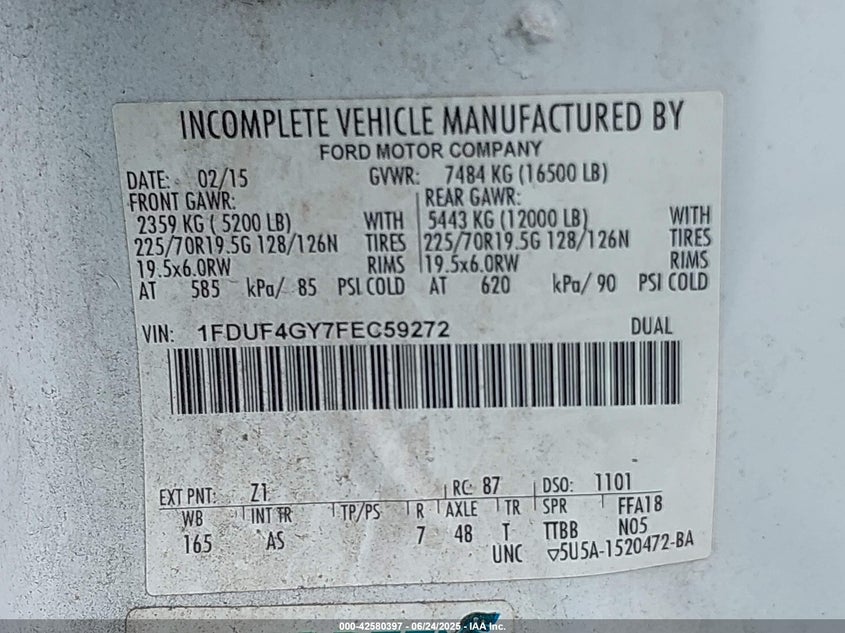 INCOMPLETE VEHICLE MANUFACTURED BY
FORD MOTOR COMPANY
DATE: 02/15 GVWR: 7484 KG (16500 LB)
FRONT GAWR: REAR GAWR:
2359 KG ( 5200 LB) WITH 5443 KG (12000 LB) WITH
225/70R19.5G 128/126N TIRES 225/70R19.5G 128/126N TIRES
19.5x6.0RW RIMS 19.5x6.0RW RIMS
AT 585 kPa/ 85 PSI COLD AT 620 kPa/ 90 PSI COLD
VIN: 1FDUF4GY7FEC59272 DUAL
EXT PNT: Z1 RC: 87 DSO: 1101
WB INT TR TP/PS R AXLE TR SPR FFA18
165 AS 7 48 T TTBB N05
UNC ▽5U5A-1520472-BA
000-42580397 - 06/24/2025 - IAA Inc.